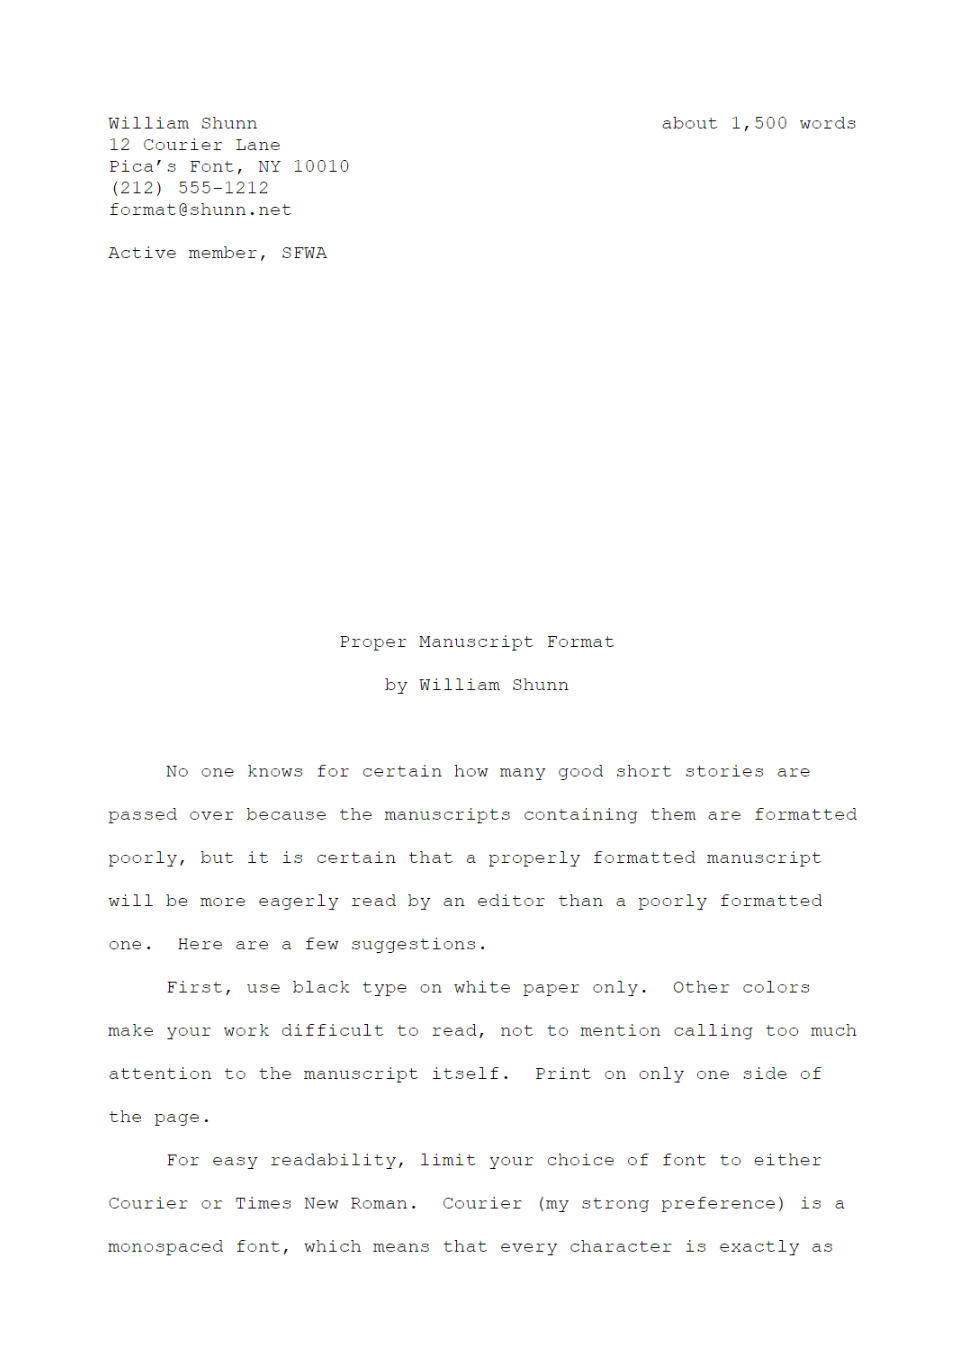 William Shunn about 1,500 words
12 Courier Lane
Pica's Font, NY 10010
(212) 555-1212
format@shunn.net
Active member, SFWA
Proper Manuscript Format
by William Shunn
No one knows for certain how many good short stories are
passed over because the manuscripts containing them are formatted
poorly, but it is certain that a properly formatted manuscript
will be more eagerly read by an editor than a poorly formatted
one.  Here are a few suggestions.
First, use black type on white paper only.  Other colors
make your work difficult to read, not to mention calling too much
attention to the manuscript itself.  Print on only one side of
the page.
For easy readability, limit your choice of font to either
Courier or Times New Roman.  Courier (my strong preference) is a
monospaced font, which means that every character is exactly as